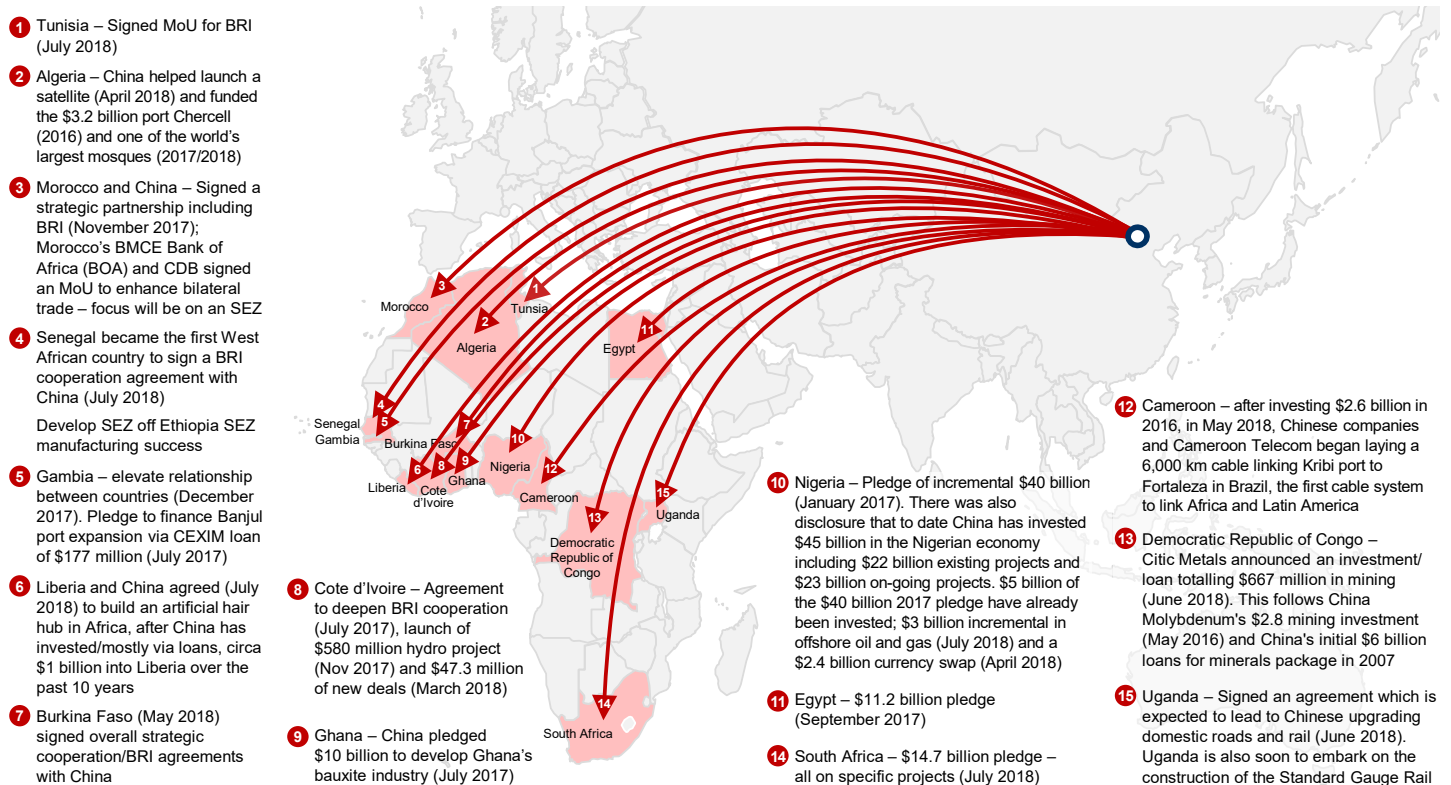 1 Tunisia – Signed MoU for BRI
(July 2018)
2 Algeria – China helped launch a
satellite (April 2018) and funded
the $3.2 billion port Chercell
(2016) and one of the world's
largest mosques (2017/2018)
3 Morocco and China – Signed a
strategic partnership including
BRI (November 2017);
Morocco's BMCE Bank of
Africa (BOA) and CDB signed
an MoU to enhance bilateral
trade – focus will be on an SEZ
4 Senegal became the first West
African country to sign a BRI
cooperation agreement with
China (July 2018)
Develop SEZ off Ethiopia SEZ
manufacturing success
5 Gambia – elevate relationship
between countries (December
2017). Pledge to finance Banjul
port expansion via CEXIM loan
of $177 million (July 2017)
6 Liberia and China agreed (July
2018) to build an artificial hair
hub in Africa, after China has
invested/mostly via loans, circa
$1 billion into Liberia over the
past 10 years
7 Burkina Faso (May 2018)
signed overall strategic
cooperation/BRI agreements
with China
8 Cote d'Ivoire – Agreement
to deepen BRI cooperation
(July 2017), launch of
$580 million hydro project
(Nov 2017) and $47.3 million
of new deals (March 2018)
9 Ghana – China pledged
$10 billion to develop Ghana's
bauxite industry (July 2017)
10 Nigeria – Pledge of incremental $40 billion
(January 2017). There was also
disclosure that to date China has invested
$45 billion in the Nigerian economy
including $22 billion existing projects and
$23 billion on-going projects. $5 billion of
the $40 billion 2017 pledge have already
been invested; $3 billion incremental in
offshore oil and gas (July 2018) and a
$2.4 billion currency swap (April 2018)
11 Egypt – $11.2 billion pledge
(September 2017)
14 South Africa – $14.7 billion pledge –
all on specific projects (July 2018)
12 Cameroon – after investing $2.6 billion in
2016, in May 2018, Chinese companies
and Cameroon Telecom began laying a
6,000 km cable linking Kribi port to
Fortaleza in Brazil, the first cable system
to link Africa and Latin America
13 Democratic Republic of Congo –
Citic Metals announced an investment/
loan totalling $667 million in mining
(June 2018). This follows China
Molybdenum's $2.8 mining investment
(May 2016) and China's initial $6 billion
loans for minerals package in 2007
15 Uganda – Signed an agreement which is
expected to lead to Chinese upgrading
domestic roads and rail (June 2018).
Uganda is also soon to embark on the
construction of the Standard Gauge Rail
3
Morocco
1
Tunsia
2
Algeria
11
Egypt
4
5
Senegal
Gambia
7
Burkina Faso
10
Nigeria
6
8
9
Liberia
Cote
d'Ivoire
Ghana
12
Cameroon
15
Uganda
13
Democratic
Republic of
Congo
14
South Africa